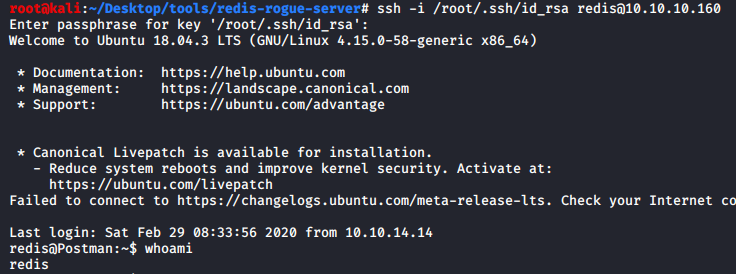 root@kali:~/Desktop/tools/redis-rogue-server# ssh -i /root/.ssh/id_rsa redis@10.10.10.160
Enter passphrase for key '/root/.ssh/id_rsa':
Welcome to Ubuntu 18.04.3 LTS (GNU/Linux 4.15.0-58-generic x86_64)
* Documentation:  https://help.ubuntu.com
* Management:     https://landscape.canonical.com
* Support:        https://ubuntu.com/advantage
* Canonical Livepatch is available for installation.
- Reduce system reboots and improve kernel security. Activate at:
https://ubuntu.com/livepatch
Failed to connect to https://changelogs.ubuntu.com/meta-release-lts. Check your Internet co
Last login: Sat Feb 29 08:33:56 2020 from 10.10.14.14
redis@Postman:~$ whoami
redis